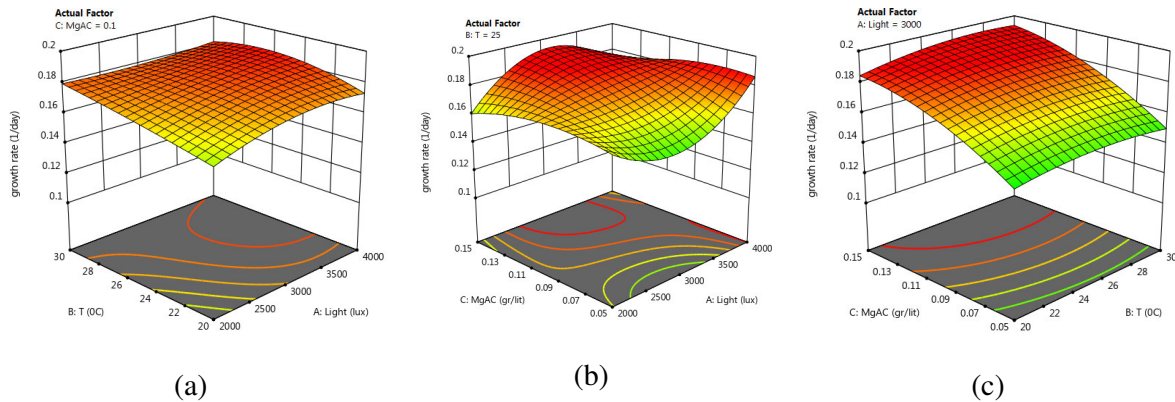 Actual Factor
C: MgAC = 0.1
0.2
0.18
0.16
0.14
0.12
0.1
growth rate (1/day)
30
28
26
24
22
20
B: T (0C)
2000
2500
3000
3500
4000
A: Light (lux)
(a)
Actual Factor
B: T = 25
0.2
0.18
0.16
0.14
0.12
0.1
growth rate (1/day)
0.15
0.13
0.11
0.09
0.07
0.05
C: MgAC (gr/lit)
2000
2500
3000
3500
4000
A: Light (lux)
(b)
Actual Factor
A: Light = 3000
0.2
0.18
0.16
0.14
0.12
0.1
growth rate (1/day)
0.15
0.13
0.11
0.09
0.07
0.05
C: MgAC (gr/lit)
20
22
24
26
28
30
B: T (0C)
(c)